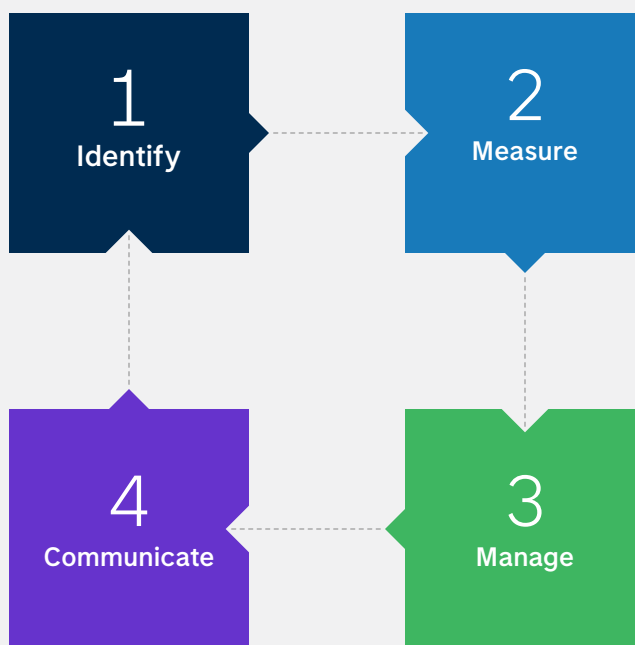 1
Identify
2
Measure
3
Manage
4
Communicate